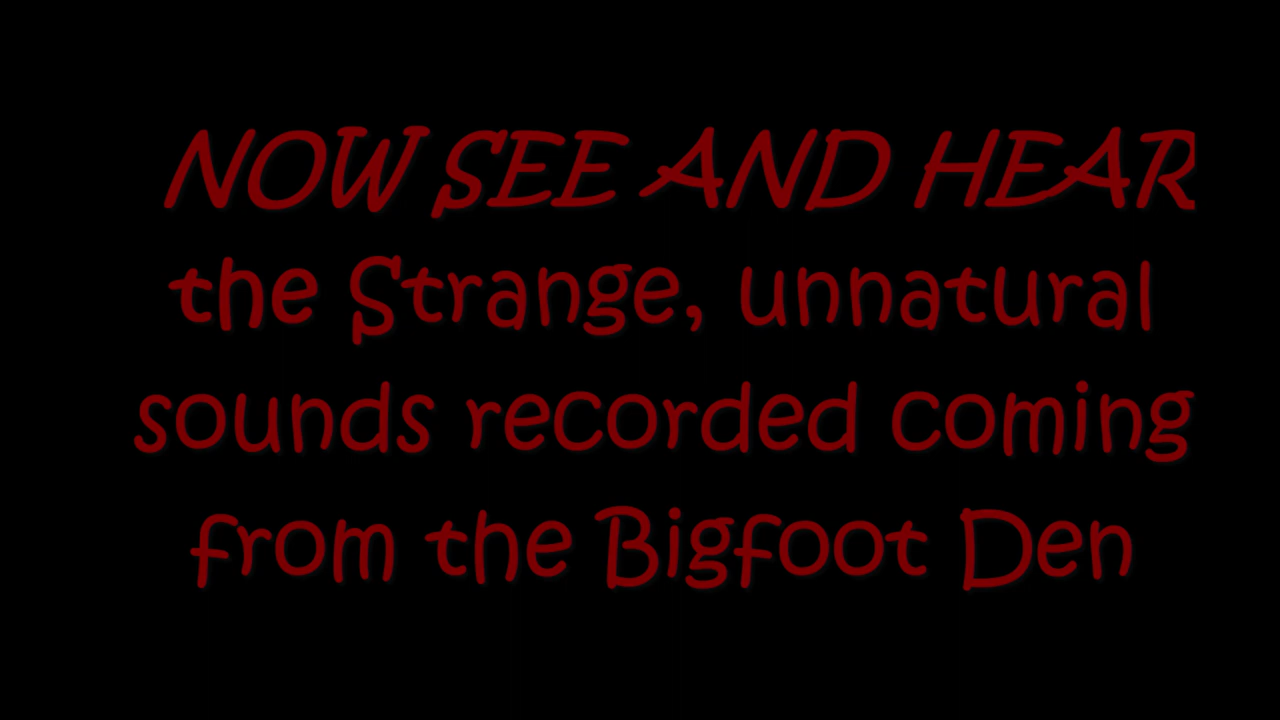 NOW SEE AND HEAR
the Strange, unnatural
sounds recorded coming
from the Bigfoot Den